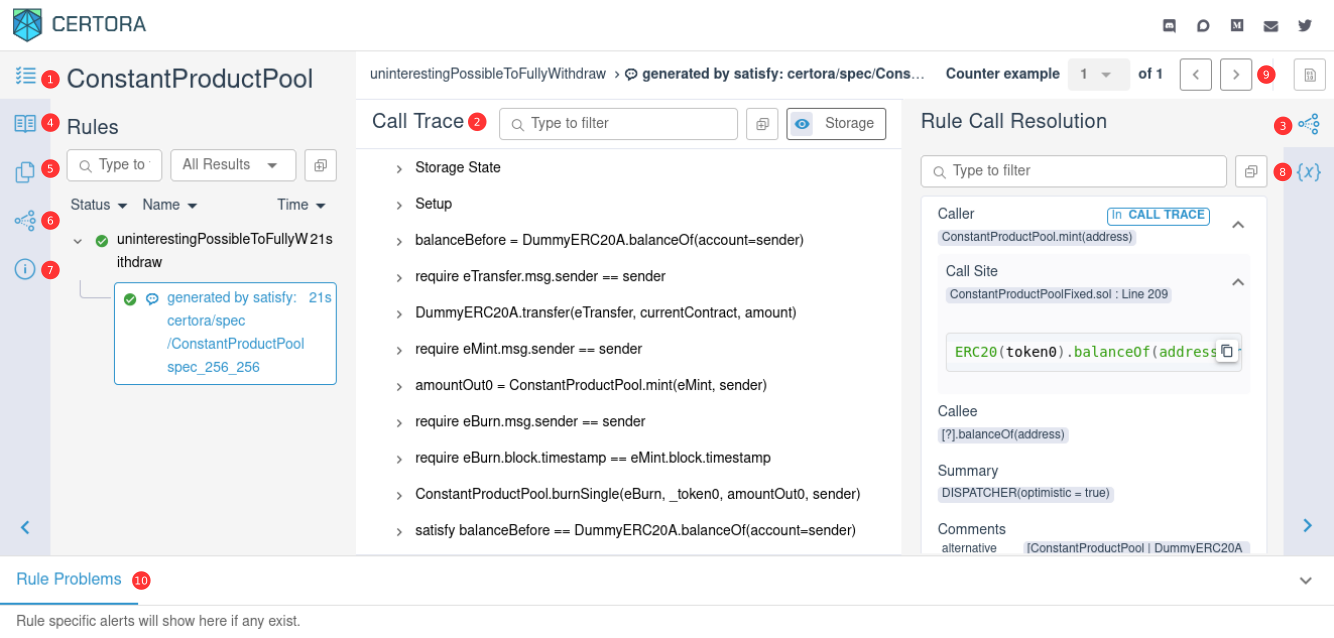 CERTORA
1
ConstantProductPool
uninterestingPossibleToFullyWithdraw
generated by satisfy: certora/spec/Cons...
Counter example
1
of 1
9
4
Rules
Call Trace
2
Type to filter
Storage
Rule Call Resolution
3
5
Type to
All Results
6
Status
Name
Time
7
uninterestingPossibleToFullyW
21s
ithdraw
generated by satisfy:
21s
certora/spec
/ConstantProductPool
spec_256_256
Storage State
Setup
balanceBefore = DummyERC20A.balanceOf(account=sender)
require eTransfer.msg.sender == sender
DummyERC20A.transfer(eTransfer, currentContract, amount)
require eMint.msg.sender == sender
amountOut0 = ConstantProductPool.mint(eMint, sender)
require eBurn.msg.sender == sender
require eBurn.block.timestamp == eMint.block.timestamp
ConstantProductPool.burnSingle(eBurn, _token0, amountOut0, sender)
satisfy balanceBefore == DummyERC20A.balanceOf(account=sender)
Type to filter
8
{x}
Caller
In CALL TRACE
ConstantProductPool.mint(address)
Call Site
ConstantProductPoolFixed.sol : Line 209
ERC20(token0).balanceOf(address
Callee
[?].balanceOf(address)
Summary
DISPATCHER(optimistic = true)
Comments
alternative
[ConstantProductPool | DummyERC20A
Rule Problems
10
Rule specific alerts will show here if any exist.